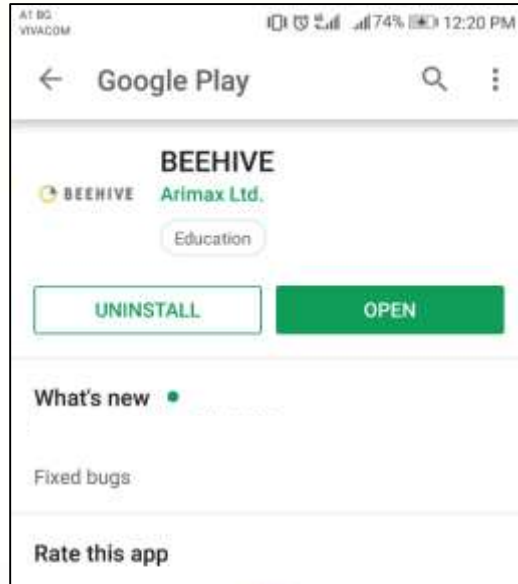 A1 BG
VIVACOM
74% 12:20 PM
Google Play
BEEHIVE
BEEHIVE
Arimax Ltd.
Education
UNINSTALL
OPEN
What's new
Fixed bugs
Rate this app